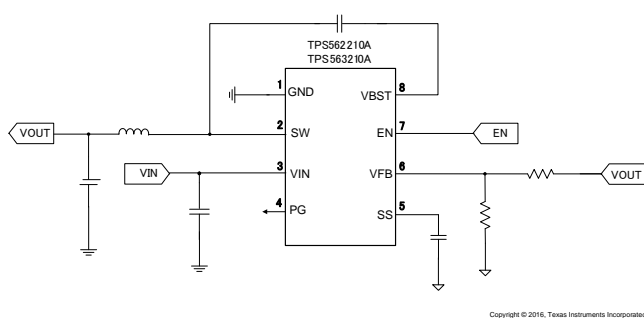 TPS562210A
TPS563210A
1 GND
VBST 8
VOUT
2 SW
EN 7
EN
VIN
3 VIN
VFB 6
VOUT
4 PG
SS 5
Copyright © 2016, Texas Instruments Incorporated